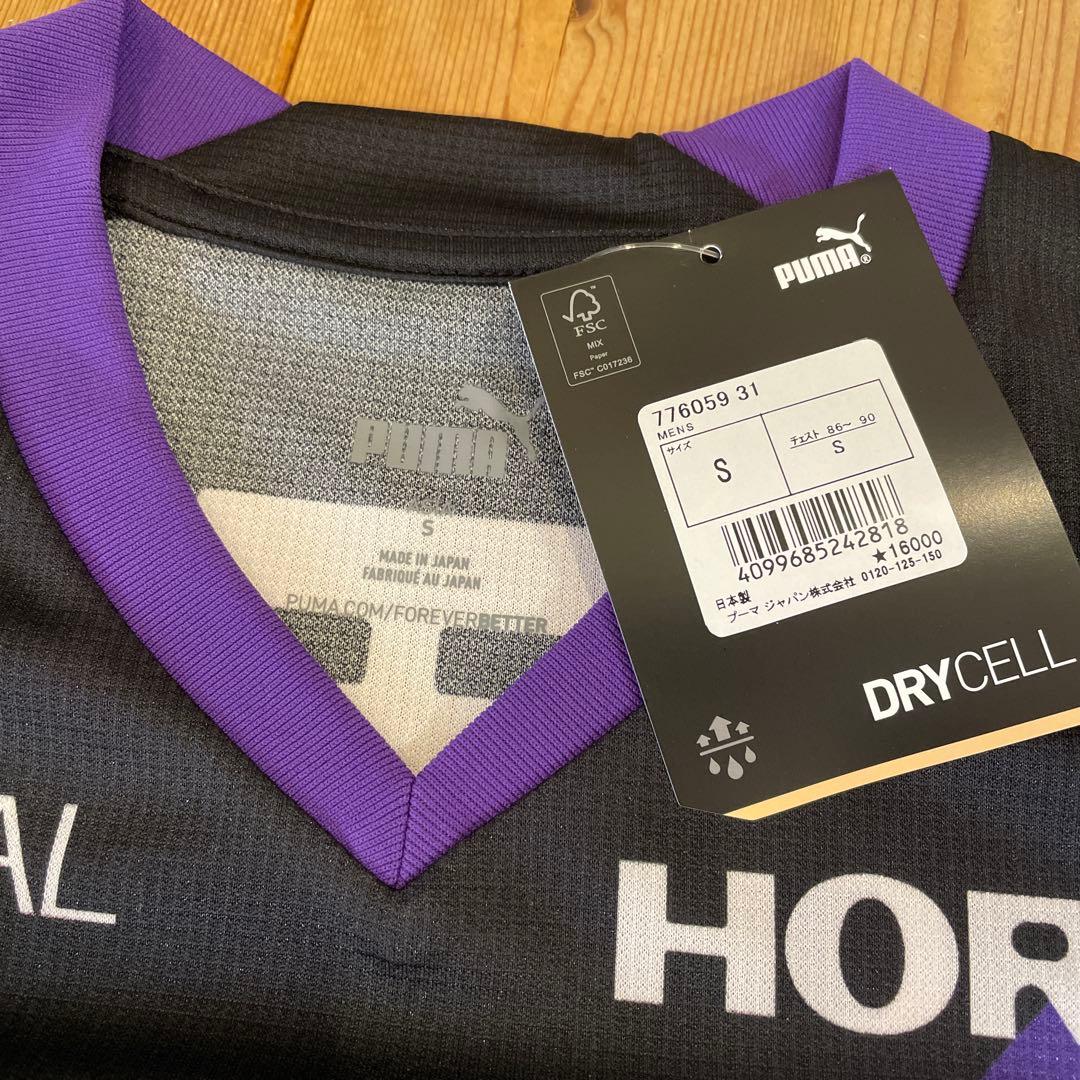 PUMA®
FSC™
MIX
Paper
FSC™ C017236
776059 31
MENS
サイズ
S
チェスト 86～ 90
S
4099685242818
★16000
日本製
プーマ ジャパン株式会社 0120-125-150
DRYCELL
PUMA
S
MADE IN JAPAN
FABRIQUÉ AU JAPAN
PUMA.COM/FOREVERBETTER
AL
HOR